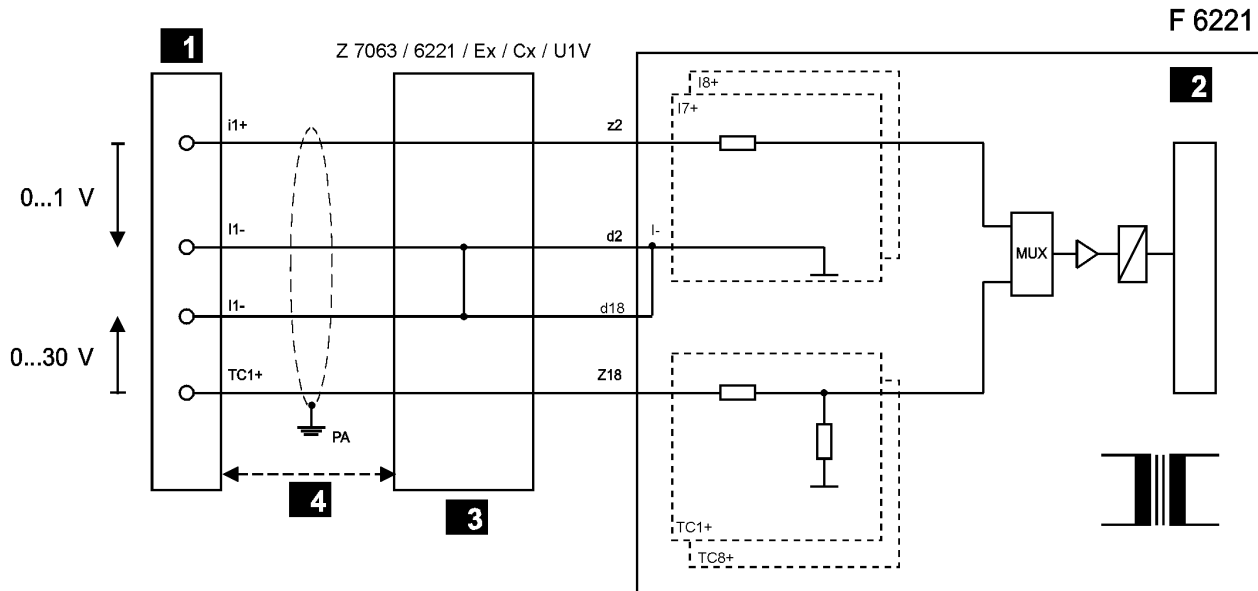 F 6221
1
Z 7063 / 6221 / Ex / Cx / U1V
2
I8+
I7+
i1+
z2
0...1 V
I1-
d2
I-
MUX
I1-
d18
0...30 V
TC1+
Z18
PA
4
3
TC1+
TC8+